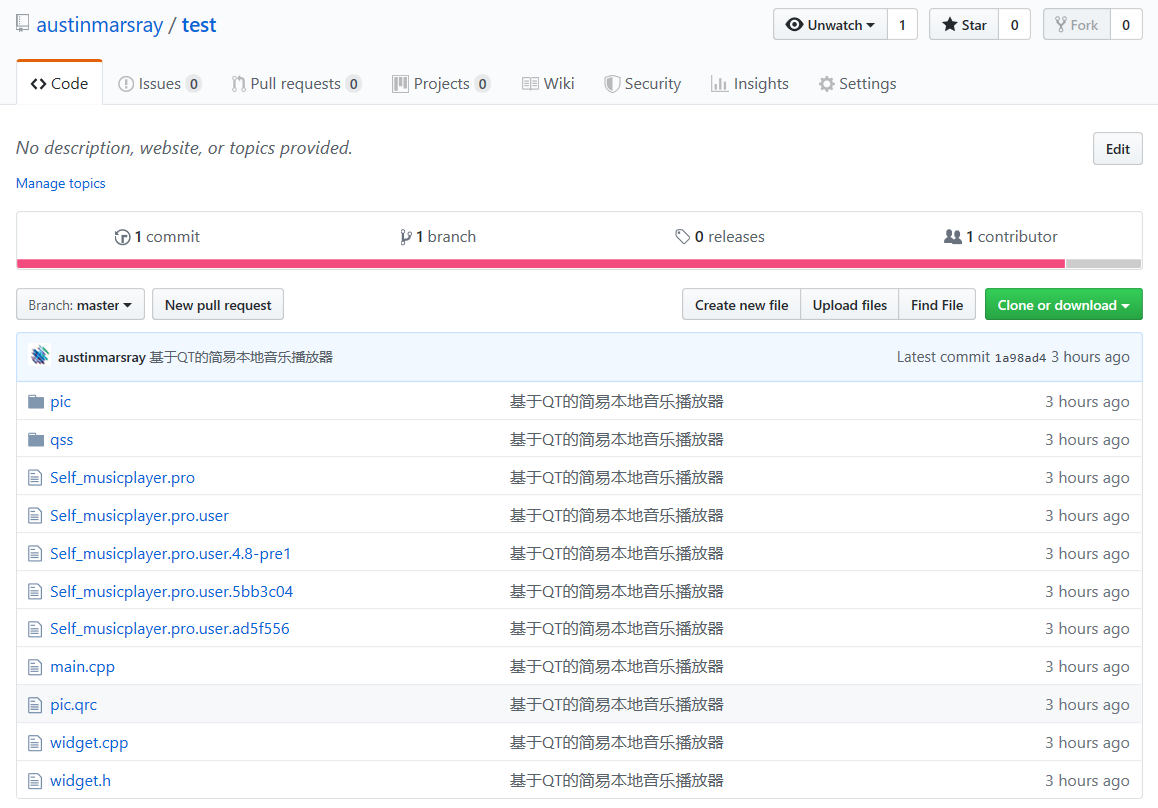 austinmarsray / test
Unwatch 1 Star 0 Fork 0
Code Issues 0 Pull requests 0 Projects 0 Wiki Security Insights Settings
No description, website, or topics provided. Edit
Manage topics
1 commit 1 branch 0 releases 1 contributor
Branch: master New pull request Create new file Upload files Find File Clone or download
austinmarsray 基于QT的简易本地音乐播放器 Latest commit 1a98ad4 3 hours ago
pic 基于QT的简易本地音乐播放器 3 hours ago
qss 基于QT的简易本地音乐播放器 3 hours ago
Self_musicplayer.pro 基于QT的简易本地音乐播放器 3 hours ago
Self_musicplayer.pro.user 基于QT的简易本地音乐播放器 3 hours ago
Self_musicplayer.pro.user.4.8-pre1 基于QT的简易本地音乐播放器 3 hours ago
Self_musicplayer.pro.user.5bb3c04 基于QT的简易本地音乐播放器 3 hours ago
Self_musicplayer.pro.user.ad5f556 基于QT的简易本地音乐播放器 3 hours ago
main.cpp 基于QT的简易本地音乐播放器 3 hours ago
pic.qrc 基于QT的简易本地音乐播放器 3 hours ago
widget.cpp 基于QT的简易本地音乐播放器 3 hours ago
widget.h 基于QT的简易本地音乐播放器 3 hours ago